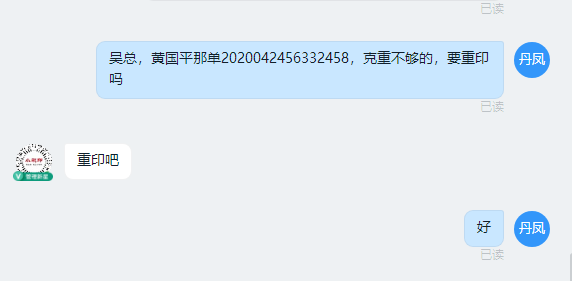 已读
吴总，黄国平那单2020042456332458，克重不够的，要重印
吗
丹凤
已读
重印吧
好
丹凤
已读